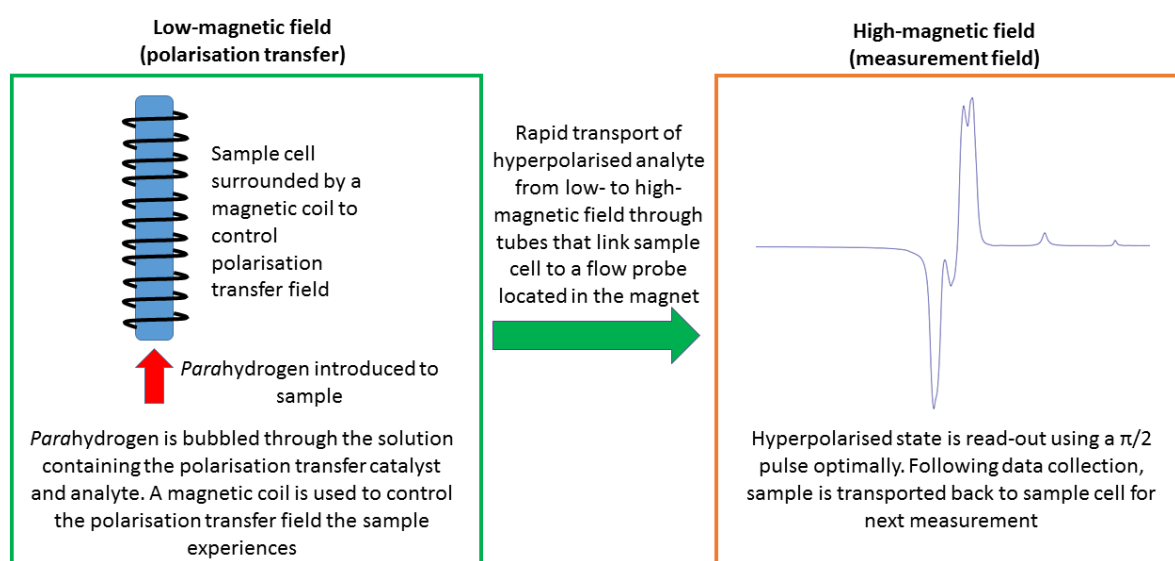 Low-magnetic field
(polarisation transfer)
Sample cell
surrounded by a
magnetic coil to
control
polarisation
transfer field
Parahydrogen introduced to
sample
Parahydrogen is bubbled through the solution
containing the polarisation transfer catalyst
and analyte. A magnetic coil is used to control
the polarisation transfer field the sample
experiences
Rapid transport of
hyperpolarised analyte
from low- to high-
magnetic field through
tubes that link sample
cell to a flow probe
located in the magnet
High-magnetic field
(measurement field)
Hyperpolarised state is read-out using a π/2
pulse optimally. Following data collection,
sample is transported back to sample cell for
next measurement